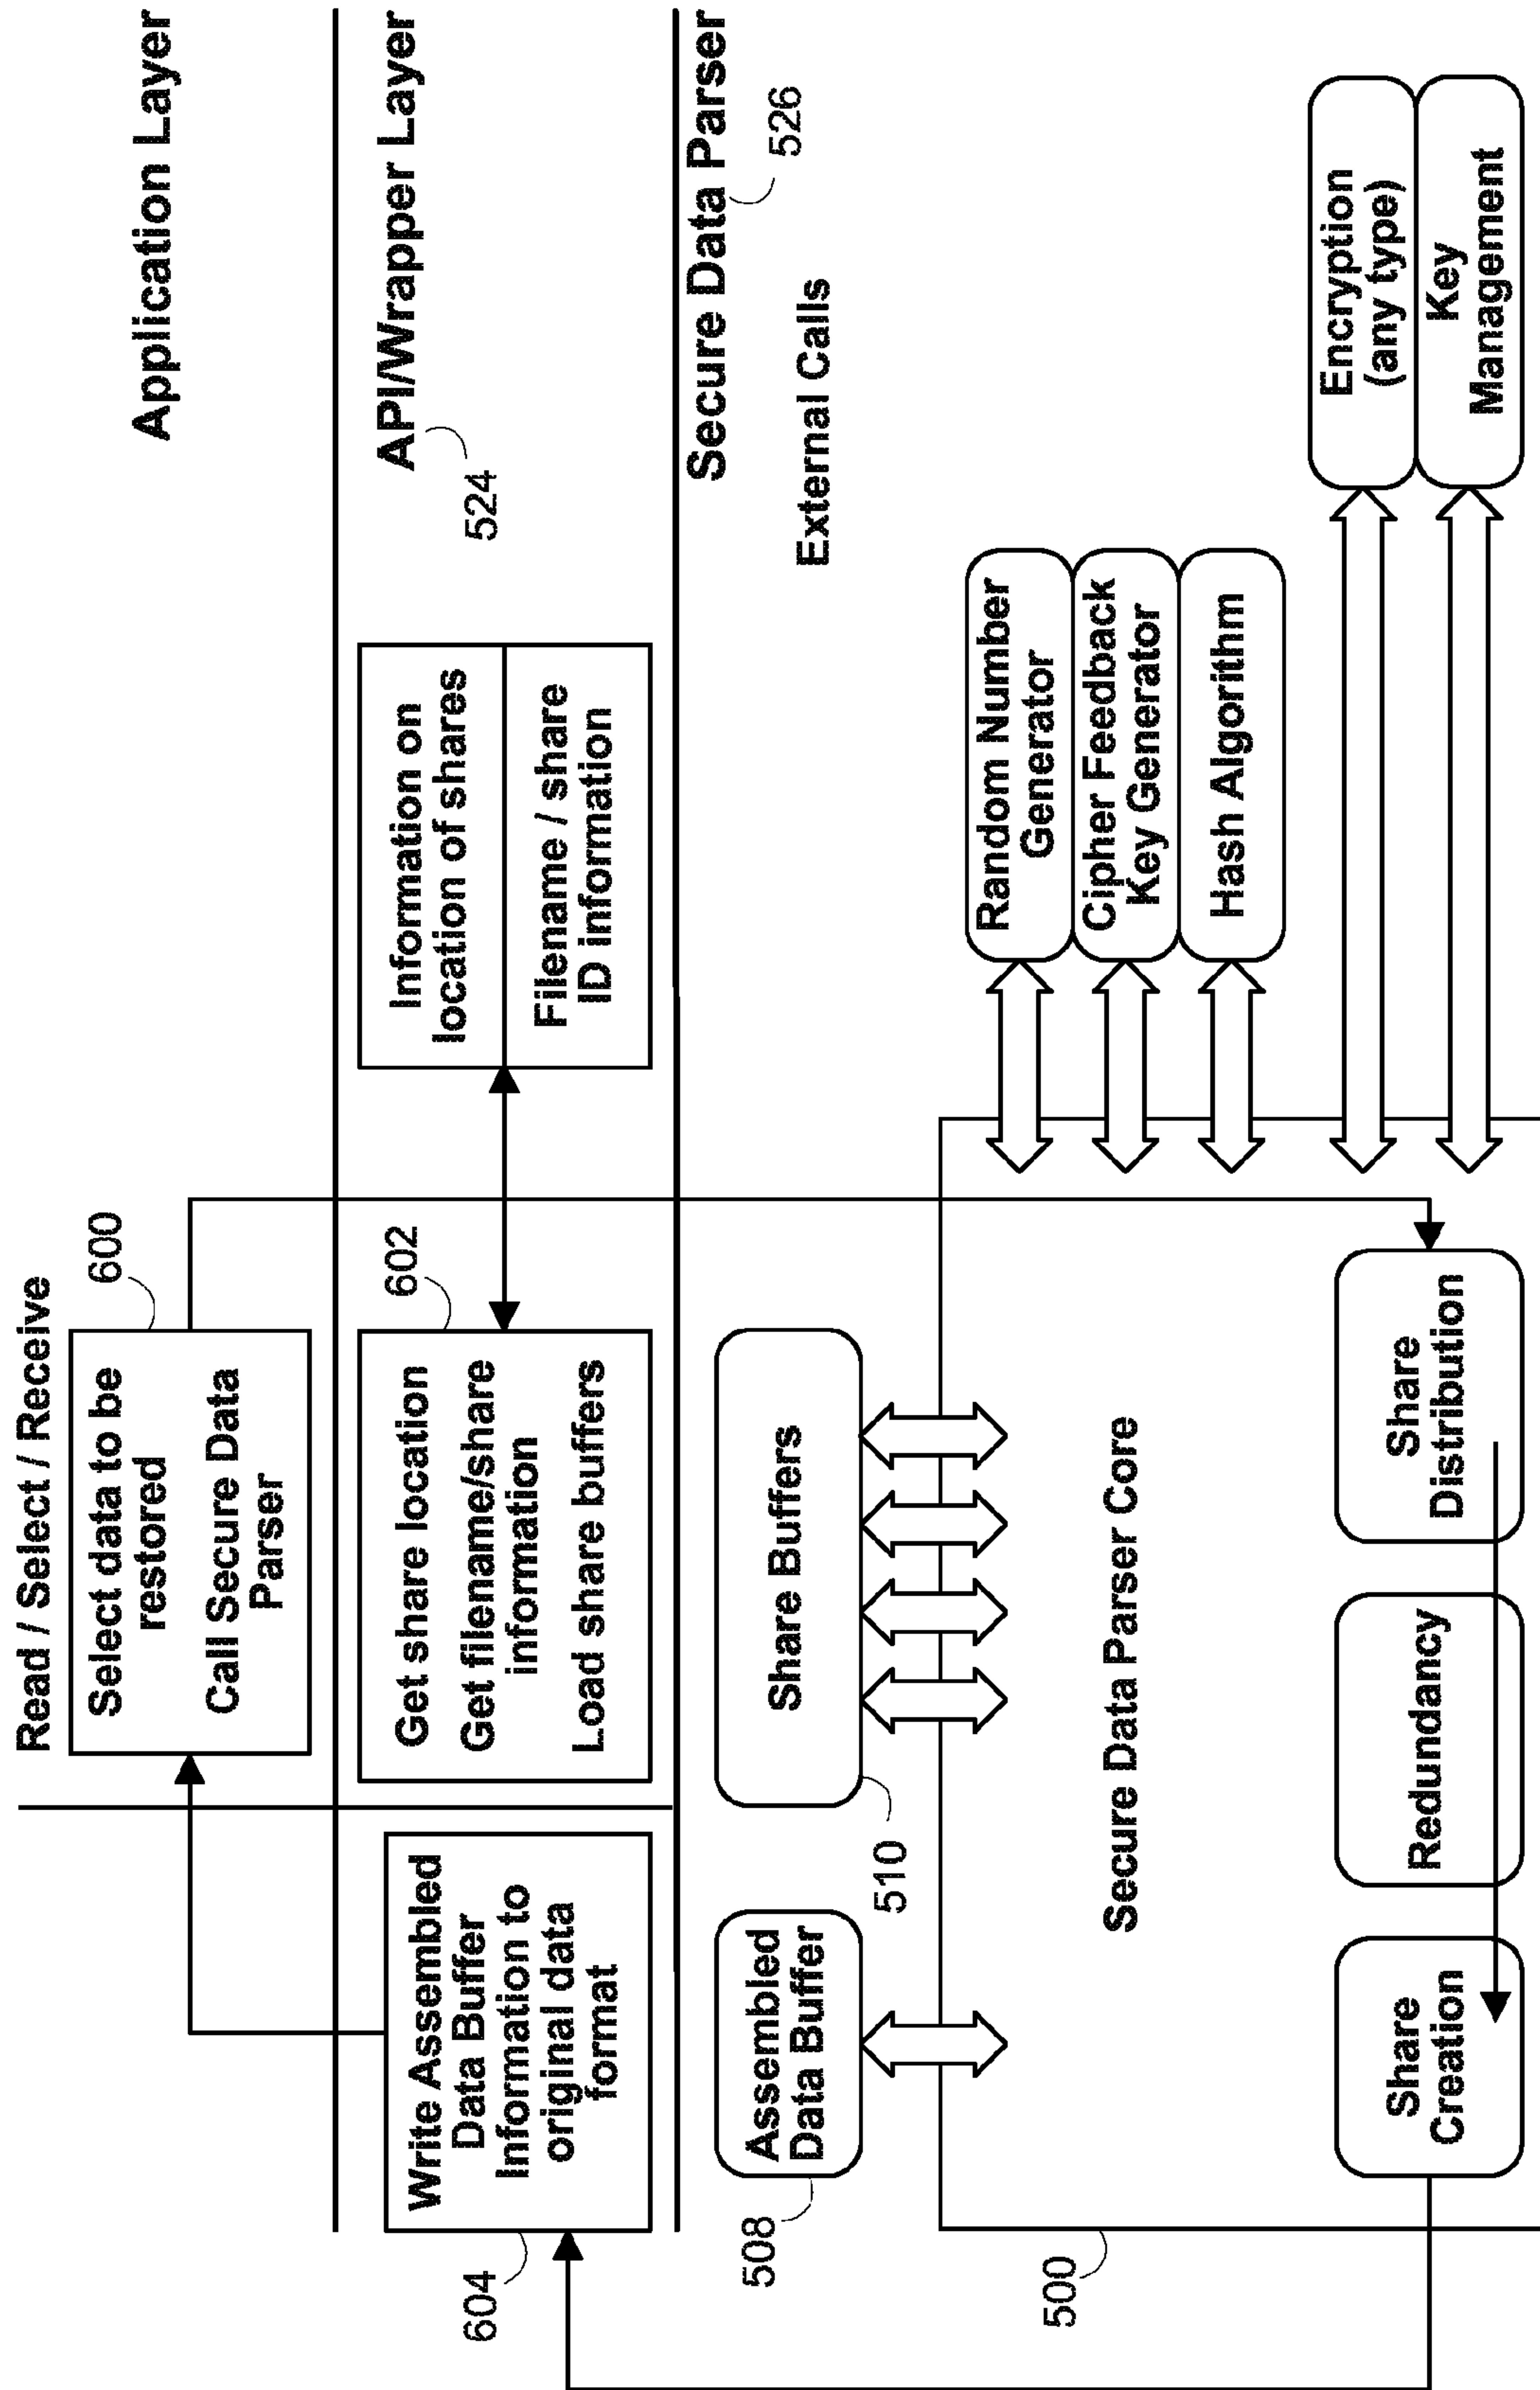 Read / Select / Receive
Application Layer
600
Select data to be
restored
Call Secure Data
Parser
API/Wrapper Layer
524
604
Write Assembled
Data Buffer
Information to
original data
format
602
Get share location
Get filename/share
information
Load share buffers
Information on
location of shares
Filename / share
ID information
Secure Data Parser
526
External Calls
508
Assembled
Data Buffer
510
Share Buffers
500
Secure Data Parser Core
Random Number
Generator
Cipher Feedback
Key Generator
Hash Algorithm
Encryption
(any type)
Key
Management
Share
Creation
Redundancy
Share
Distribution